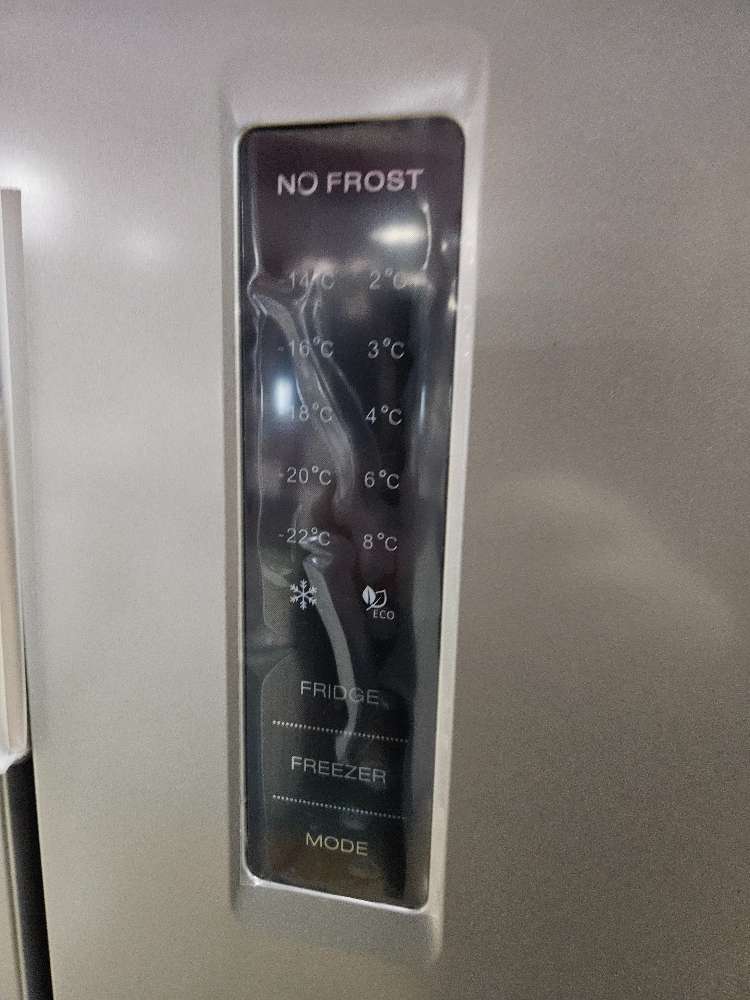 NO FROST
-14°C 2°C
-16°C 3°C
-18°C 4°C
-20°C 6°C
-22°C 8°C
ECO
FRIDGE
FREEZER
MODE